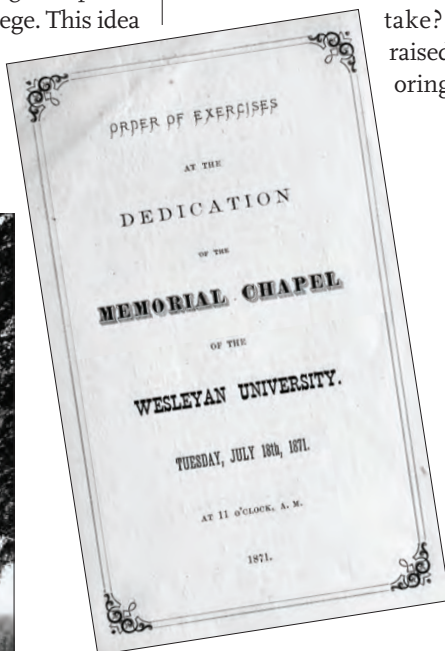 ege. This idea
take?
raised
oring
ORDER OF EXERCISES
AT THE
DEDICATION
OF THE
MEMORIAL CHAPEL
OF THE
WESLEYAN UNIVERSITY.
TUESDAY, JULY 18th, 1871.
AT 11 O'CLOCK, A. M.
1871.